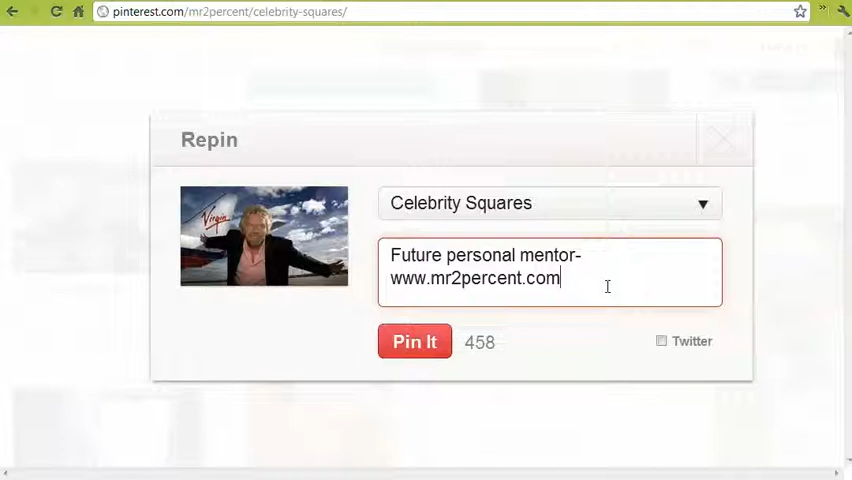 pinterest.com/mr2percent/celebrity-squares/
Repin
Virgin
Celebrity Squares
Future personal mentor-
www.mr2percent.com
Pin It
458
Twitter